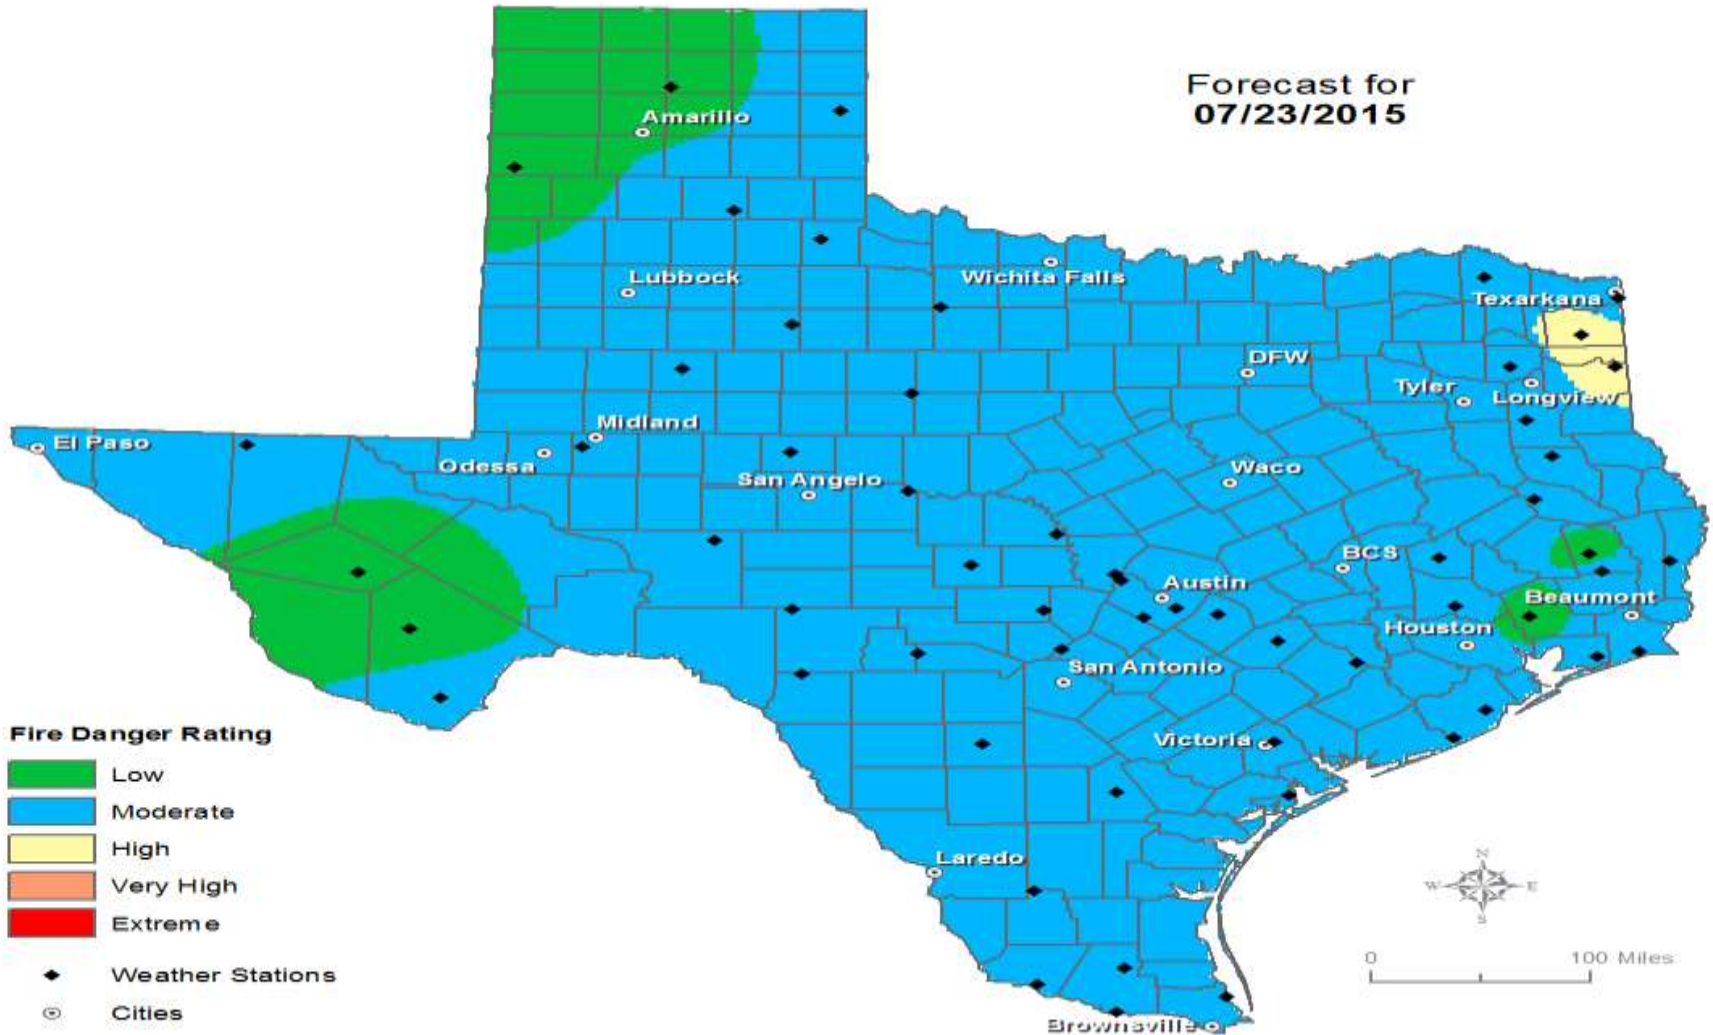 Forecast for
07/23/2015
Amarillo
Lubbock
Wichita Falls
Texarkana
DFW
Tyler
Longview
El Paso
Midland
Odessa
San Angelo
Waco
BCS
Austin
Beaumont
Houston
San Antonio
Victoria
Laredo
Brownsville
Fire Danger Rating
Low
Moderate
High
Very High
Extreme
Weather Stations
Cities
N
W E
S
0 100 Miles